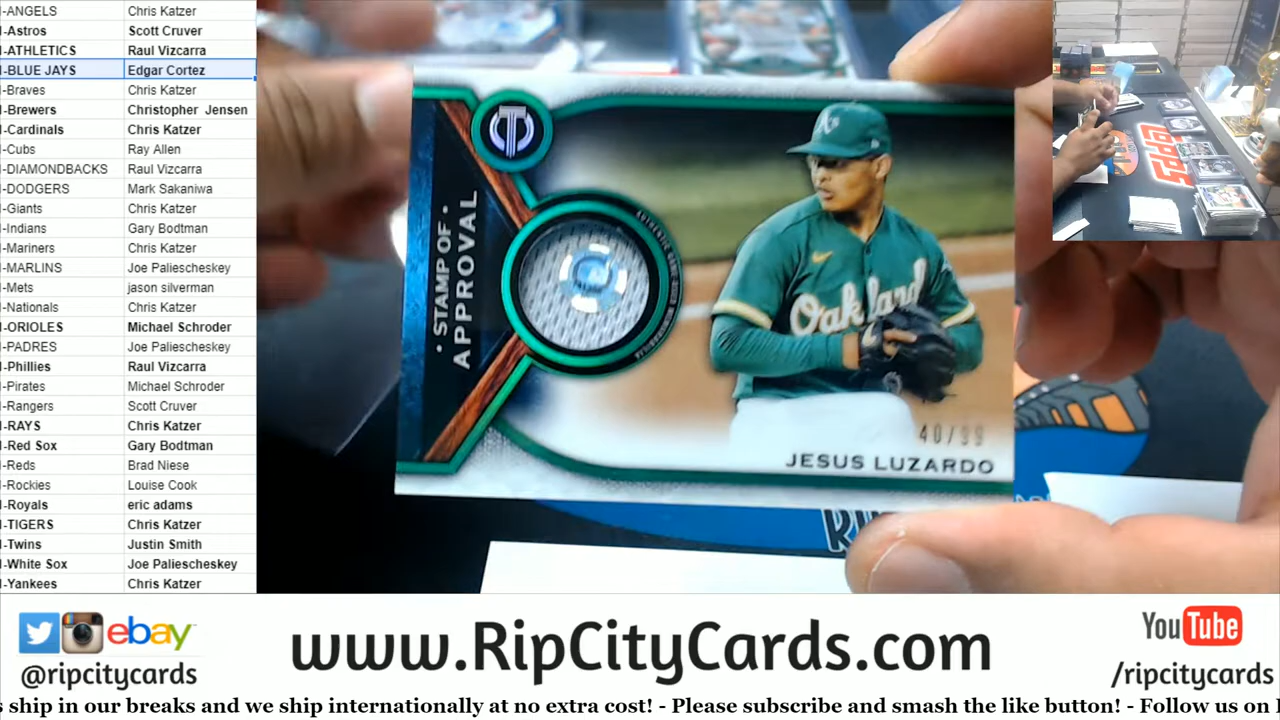 -ANGELS Chris Katzer
-Astros Scott Cruver
-ATHLETICS Raul Vizcarra
-BLUE JAYS Edgar Cortez
-Braves Chris Katzer
-Brewers Christopher Jensen
-Cardinals Chris Katzer
-Cubs Ray Allen
-DIAMONDBACKS Raul Vizcarra
-DODGERS Mark Sakaniwa
-Giants Chris Katzer
-Indians Gary Bodtman
-Mariners Chris Katzer
-MARLINS Joe Paliescheskey
-Mets jason silverman
-Nationals Chris Katzer
-ORIOLES Michael Schroder
-PADRES Joe Paliescheskey
-Phillies Raul Vizcarra
-Pirates Michael Schroder
-Rangers Scott Cruver
-RAYS Chris Katzer
-Red Sox Gary Bodtman
-Reds Brad Niese
-Rockies Louise Cook
-Royals eric adams
-TIGERS Chris Katzer
-Twins Justin Smith
-White Sox Joe Paliescheskey
-Yankees Chris Katzer
• STAMP OF •
APPROVAL
A's
Oakland
40/99
JESUS LUZARDO
TOPPS
ebay
@ripcitycards
www.RipCityCards.com
YouTube
/ripcitycards
s ship in our breaks and we ship internationally at no extra cost! - Please subscribe and smash the like button! - Follow us on